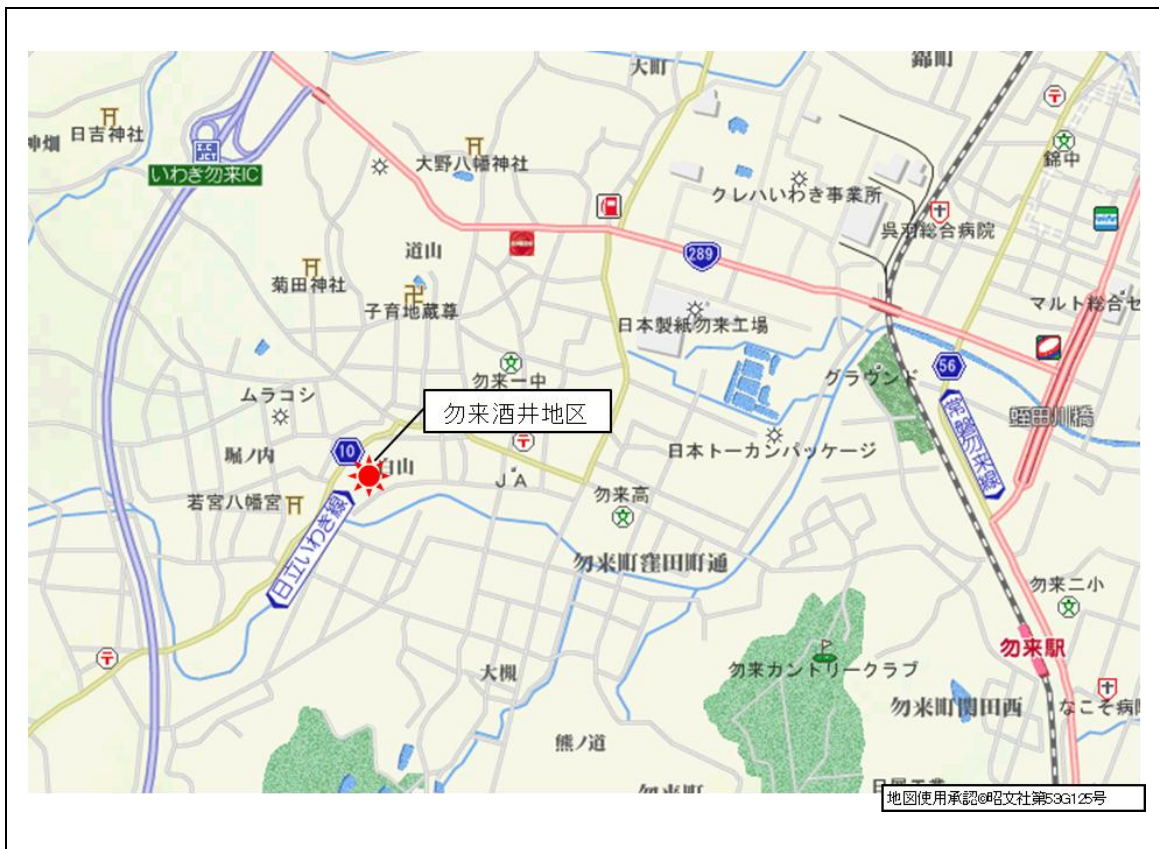 大町
錦町
日吉神社
神畑
I.C
JCT
いわき勿来IC
大野八幡神社
クレハいわき事業所
錦中
呉羽総合病院
道山
菊田神社
子育地蔵尊
289
日本製紙勿来工場
マルト総合セ
勿来一中
グラウンド
56
ムラコシ
勿来酒井地区
蛭田川橋
常磐勿来線
堀ノ内
10
白山
日本トーカンパッケージ
JA
若宮八幡宮
勿来高
日立いわき線
勿来町窪田町通
勿来二小
勿来駅
大槻
勿来カントリークラブ
勿来町関田西
なこそ病
熊ノ道
勿来町
地図使用承認©昭文社第53G125号